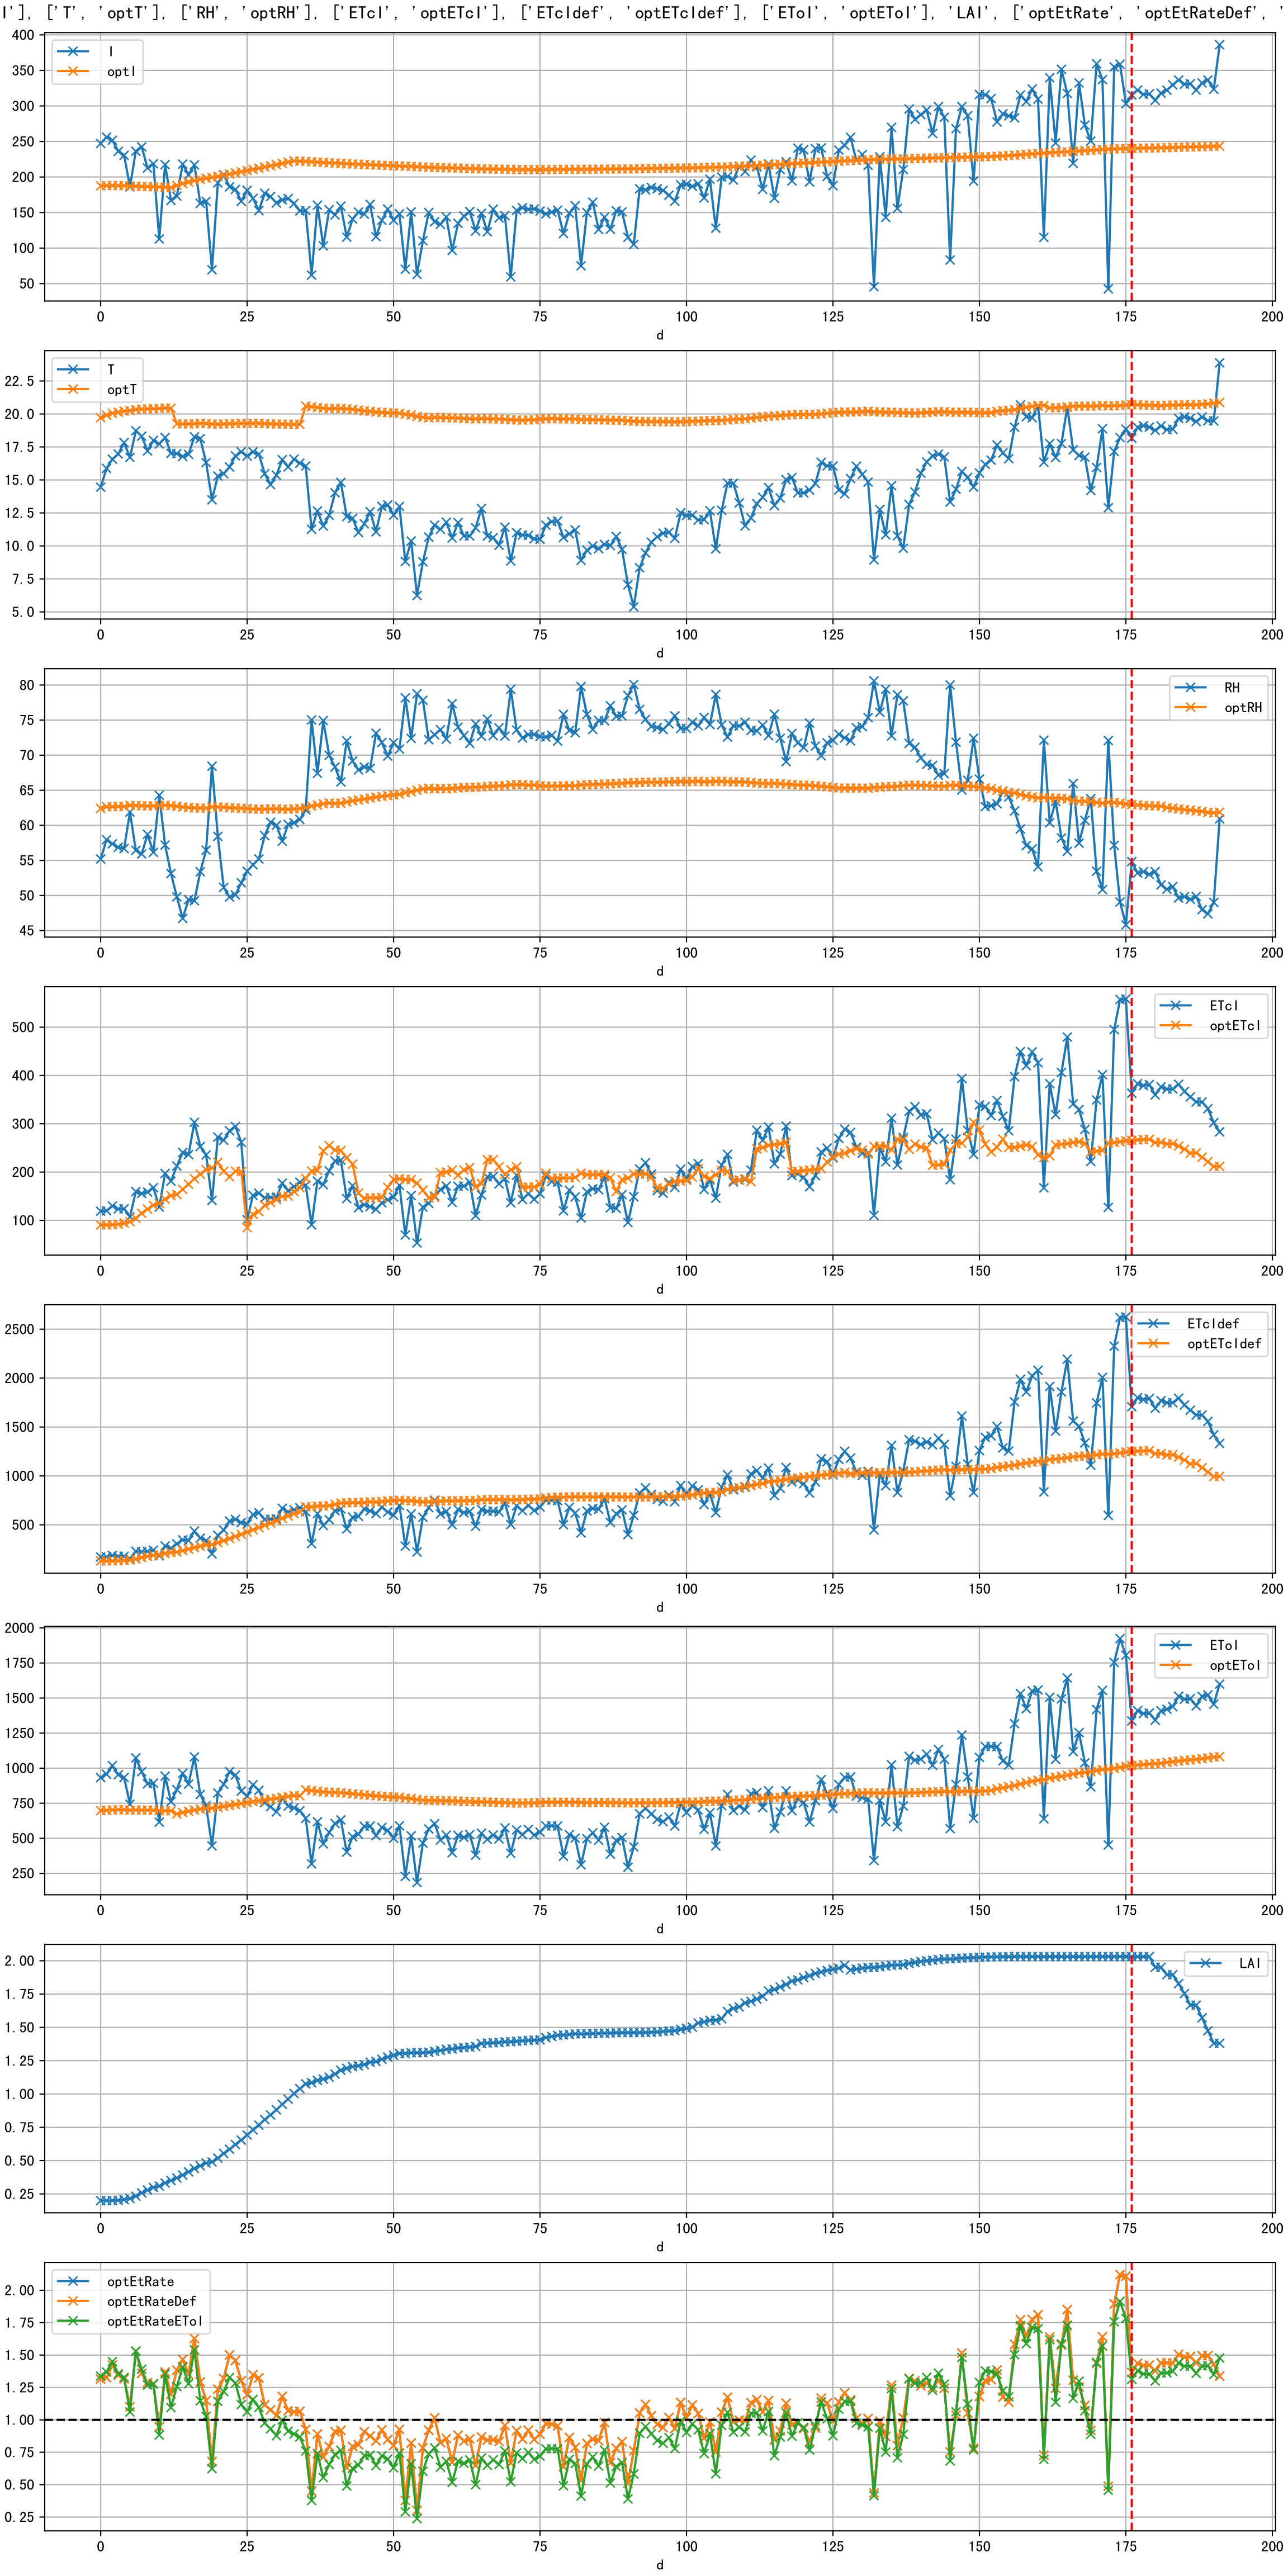 I'], ['T', 'optT'], ['RH', 'optRH'], ['ETcI', 'optETcI'], ['ETcIdef', 'optETcIdef'], ['EToI', 'optEToI'], 'LAI', ['optEtRate', 'optEtRateDef', '
400
350
300
250
200
150
100
50
I
optI
0 25 50 75 100 125 150 175 200
d
22.5
20.0
17.5
15.0
12.5
10.0
7.5
5.0
T
optT
0 25 50 75 100 125 150 175 200
d
80
75
70
65
60
55
50
45
RH
optRH
0 25 50 75 100 125 150 175 200
d
500
400
300
200
100
ETcI
optETcI
0 25 50 75 100 125 150 175 200
d
2500
2000
1500
1000
500
ETcIdef
optETcIdef
0 25 50 75 100 125 150 175 200
d
2000
1750
1500
1250
1000
750
500
250
EToI
optEToI
0 25 50 75 100 125 150 175 200
d
2.00
1.75
1.50
1.25
1.00
0.75
0.50
0.25
LAI
0 25 50 75 100 125 150 175 200
d
2.00
1.75
1.50
1.25
1.00
0.75
0.50
0.25
optEtRate
optEtRateDef
optEtRateEToI
0 25 50 75 100 125 150 175 200
d